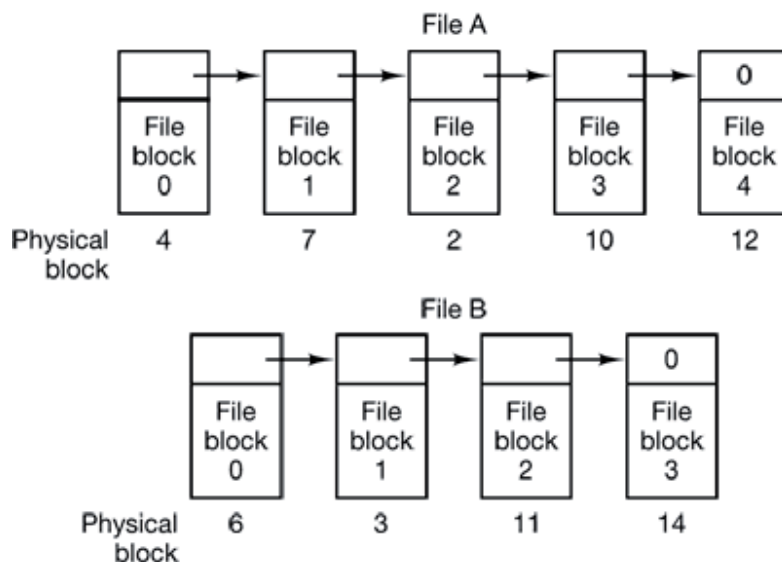 File A
0
File block 0
File block 1
File block 2
File block 3
File block 4
Physical block
4 7 2 10 12
File B
0
File block 0
File block 1
File block 2
File block 3
Physical block
6 3 11 14